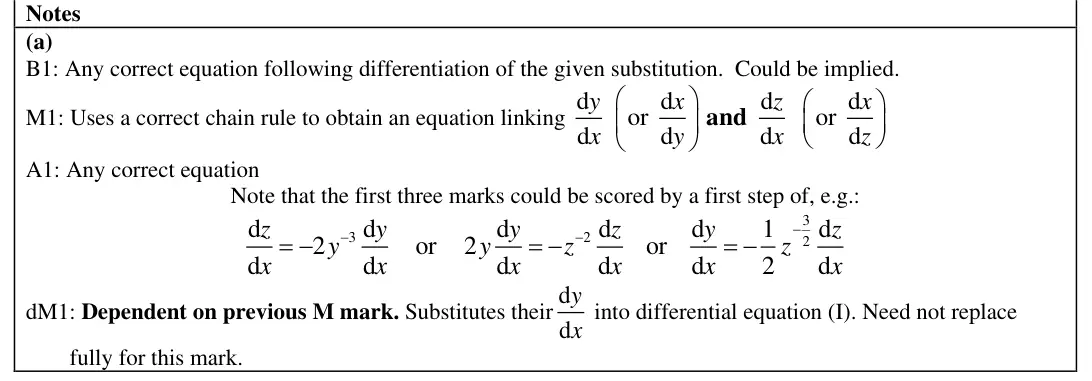 Notes
(a)
B1: Any correct equation following differentiation of the given substitution.  Could be implied.
M1: Uses a correct chain rule to obtain an equation linking dy/dx (or dx/dy) and dz/dx (or dx/dz)
A1: Any correct equation
Note that the first three marks could be scored by a first step of, e.g.:
dz/dx = −2y⁻³ dy/dx or 2y dy/dx = −z⁻² dz/dx or dy/dx = −1/2 z^(−3/2) dz/dx
dM1: Dependent on previous M mark. Substitutes their dy/dx into differential equation (I). Need not replace
fully for this mark.